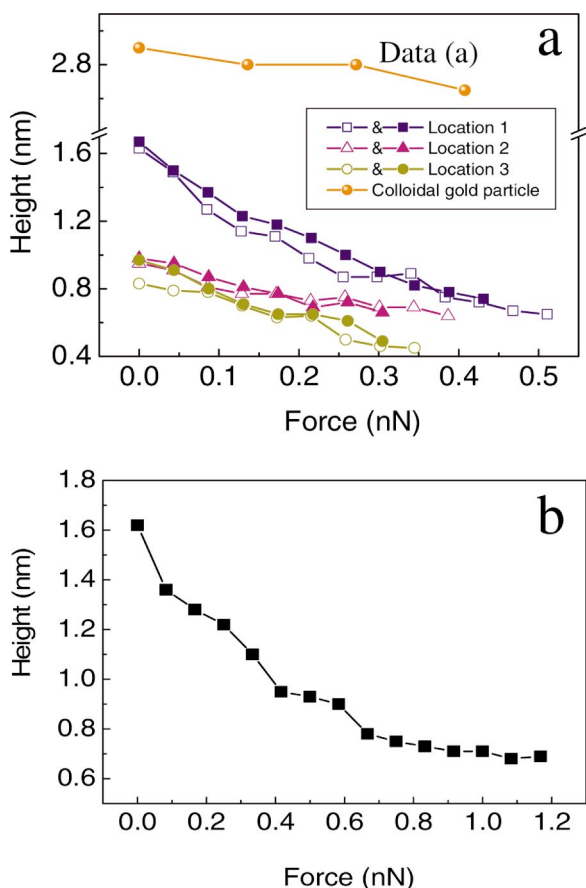 a
Data (a)
2.8
& Location 1
& Location 2
& Location 3
Colloidal gold particle
1.6
1.2
0.8
0.4
Height (nm)
0.0 0.1 0.2 0.3 0.4 0.5
Force (nN)
b
1.8
1.6
1.4
1.2
1.0
0.8
0.6
Height (nm)
0.0 0.2 0.4 0.6 0.8 1.0 1.2
Force (nN)